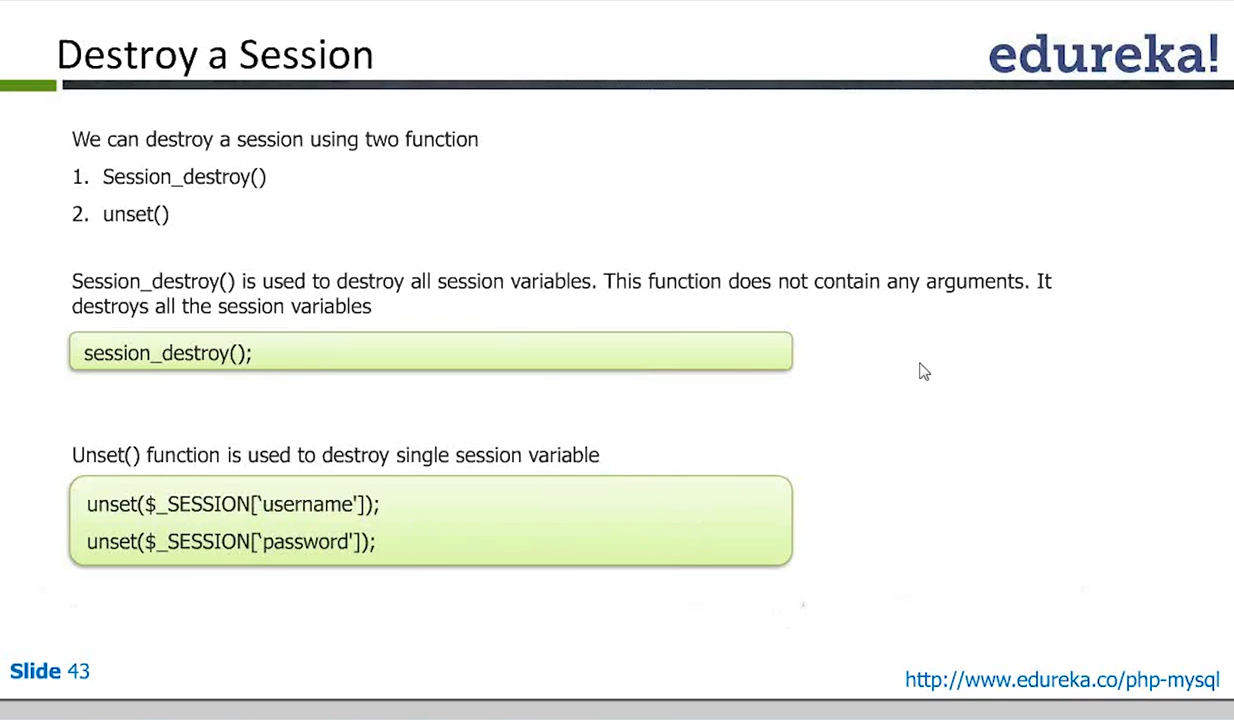 Destroy a Session
edureka!
We can destroy a session using two function
1. Session_destroy()
2. unset()
Session_destroy() is used to destroy all session variables. This function does not contain any arguments. It
destroys all the session variables
session_destroy();
Unset() function is used to destroy single session variable
unset($_SESSION[‘username']);
unset($_SESSION[‘password']);
Slide 43
http://www.edureka.co/php-mysql